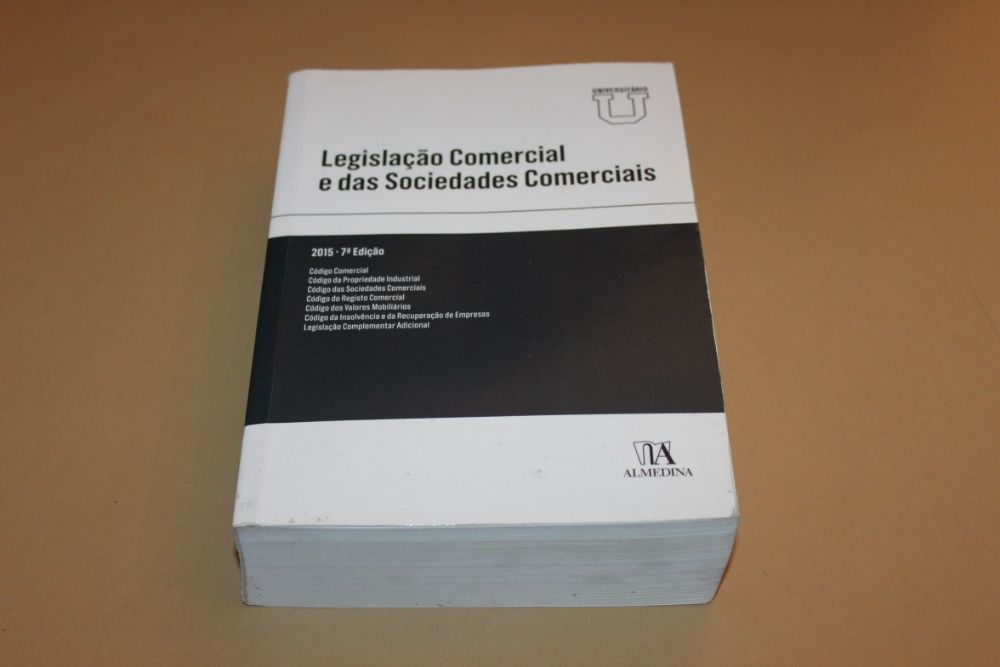 UNIVERSITÁRIO
U
Legislação Comercial
e das Sociedades Comerciais
2015 · 7ª Edição
Código Comercial
Código da Propriedade Industrial
Código das Sociedades Comerciais
Código do Registo Comercial
Código dos Valores Mobiliários
Código da Insolvência e da Recuperação de Empresas
Legislação Complementar Adicional
ALMEDINA